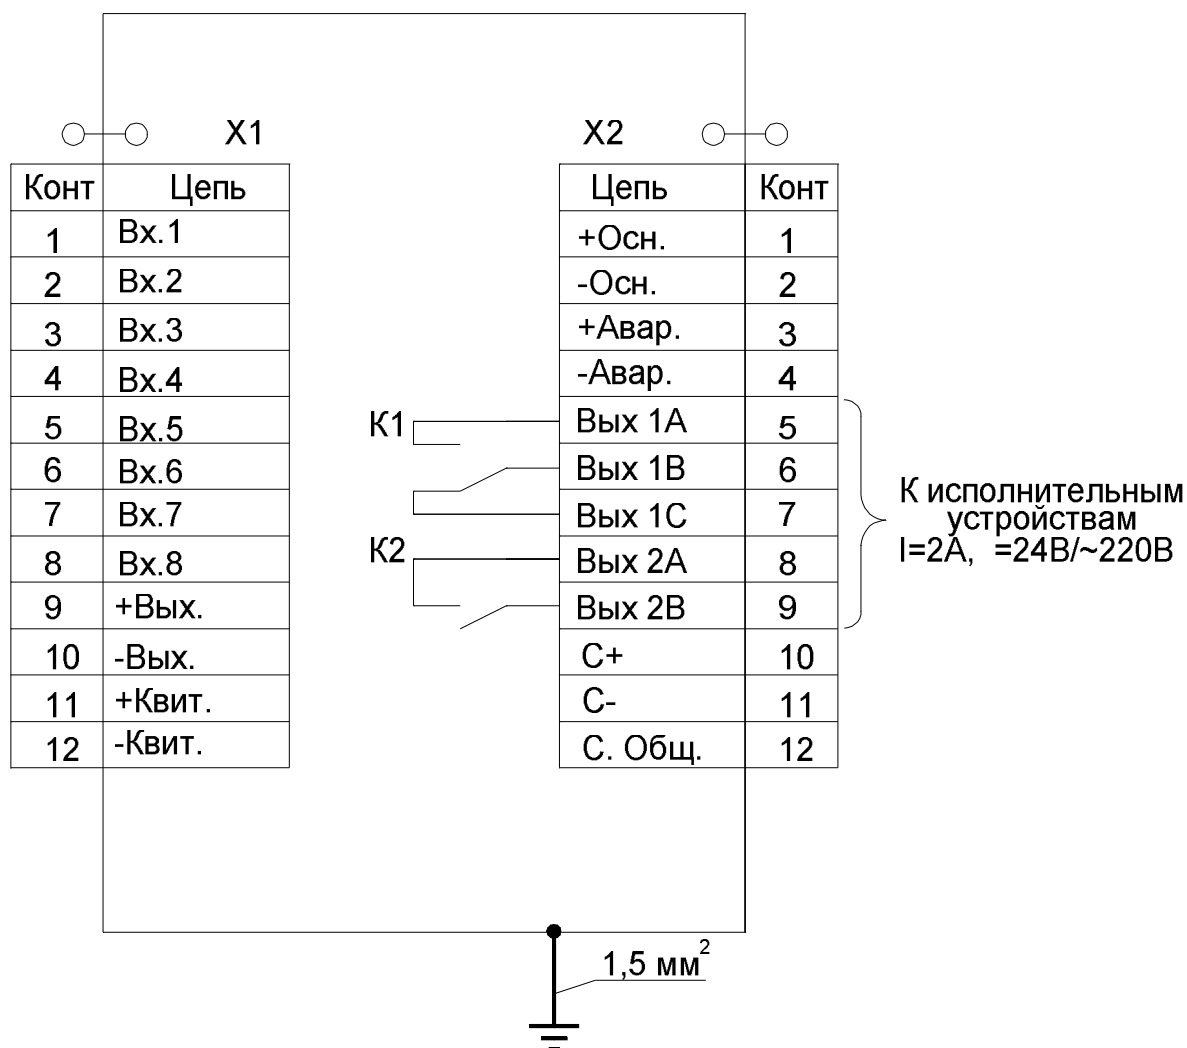 X1
X2
Конт Цепь
1 Вх.1
2 Вх.2
3 Вх.3
4 Вх.4
5 Вх.5
6 Вх.6
7 Вх.7
8 Вх.8
9 +Вых.
10 -Вых.
11 +Квит.
12 -Квит.
К1
К2
Цепь Конт
+Осн. 1
-Осн. 2
+Авар. 3
-Авар. 4
Вых 1А 5
Вых 1В 6
Вых 1С 7
Вых 2А 8
Вых 2В 9
С+ 10
С- 11
С. Общ. 12
К исполнительным
устройствам
I=2А, =24В/~220В
1,5 мм²